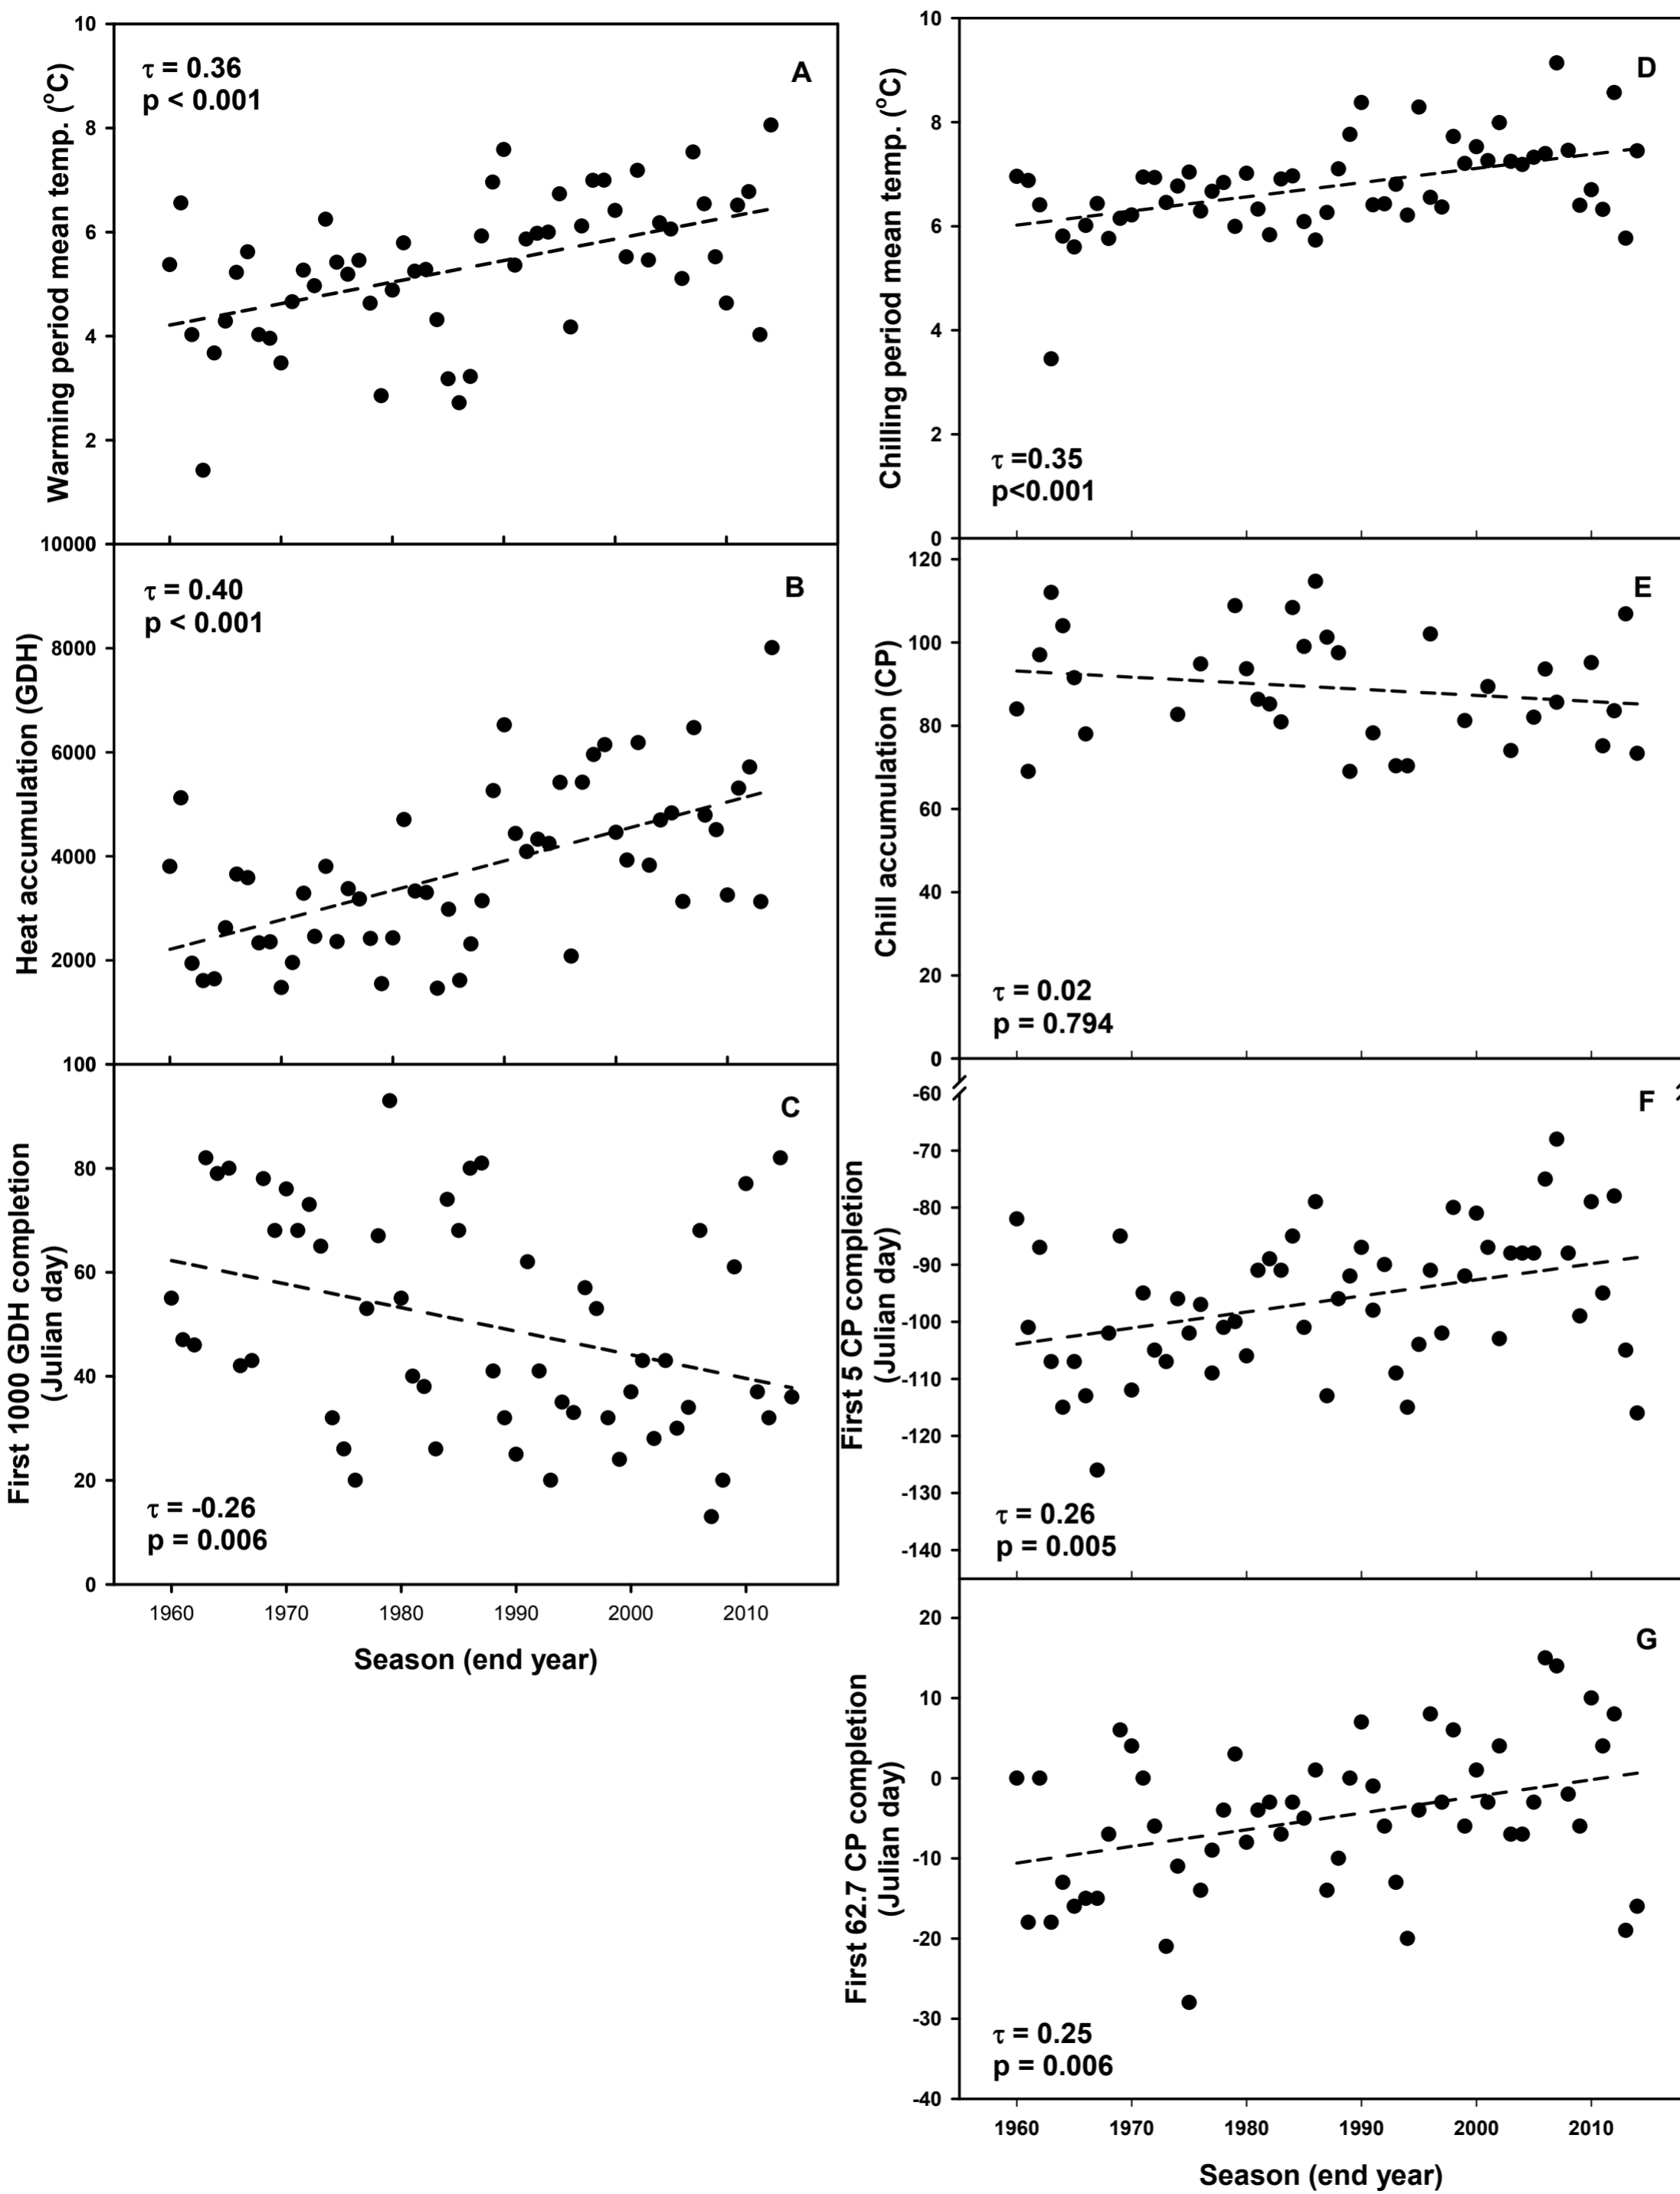 Warming period mean temp. (°C)
10
8
6
4
2
τ = 0.36
p < 0.001
A
Heat accumulation (GDH)
10000
8000
6000
4000
2000
τ = 0.40
p < 0.001
B
First 1000 GDH completion
(Julian day)
100
80
60
40
20
0
C
τ = -0.26
p = 0.006
1960 1970 1980 1990 2000 2010
Season (end year)
Chilling period mean temp. (°C)
10
8
6
4
2
0
D
τ =0.35
p<0.001
Chill accumulation (CP)
120
100
80
60
40
20
0
E
τ = 0.02
p = 0.794
First 5 CP completion
(Julian day)
-60
-70
-80
-90
-100
-110
-120
-130
-140
F
τ = 0.26
p = 0.005
First 62.7 CP completion
(Julian day)
20
10
0
-10
-20
-30
-40
G
τ = 0.25
p = 0.006
1960 1970 1980 1990 2000 2010
Season (end year)